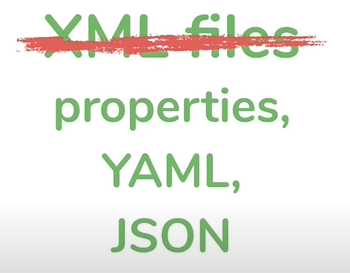 XML files
properties,
YAML,
JSON